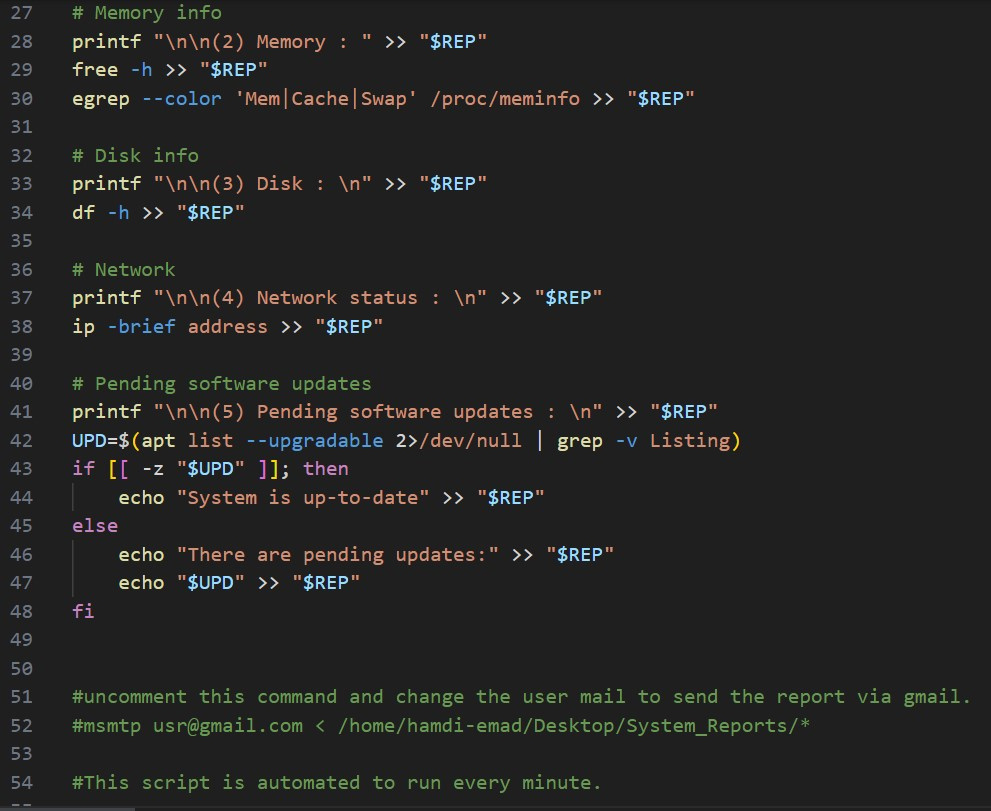 27 # Memory info
28 printf "\n\n(2) Memory : " >> "$REP"
29 free -h >> "$REP"
30 egrep --color 'Mem|Cache|Swap' /proc/meminfo >> "$REP"
31
32 # Disk info
33 printf "\n\n(3) Disk : \n" >> "$REP"
34 df -h >> "$REP"
35
36 # Network
37 printf "\n\n(4) Network status : \n" >> "$REP"
38 ip -brief address >> "$REP"
39
40 # Pending software updates
41 printf "\n\n(5) Pending software updates : \n" >> "$REP"
42 UPD=$(apt list --upgradable 2>/dev/null | grep -v Listing)
43 if [[ -z "$UPD" ]]; then
44     echo "System is up-to-date" >> "$REP"
45 else
46     echo "There are pending updates:" >> "$REP"
47     echo "$UPD" >> "$REP"
48 fi
49
50
51 #uncomment this command and change the user mail to send the report via gmail.
52 #msmtp usr@gmail.com < /home/hamdi-emad/Desktop/System_Reports/*
53
54 #This script is automated to run every minute.